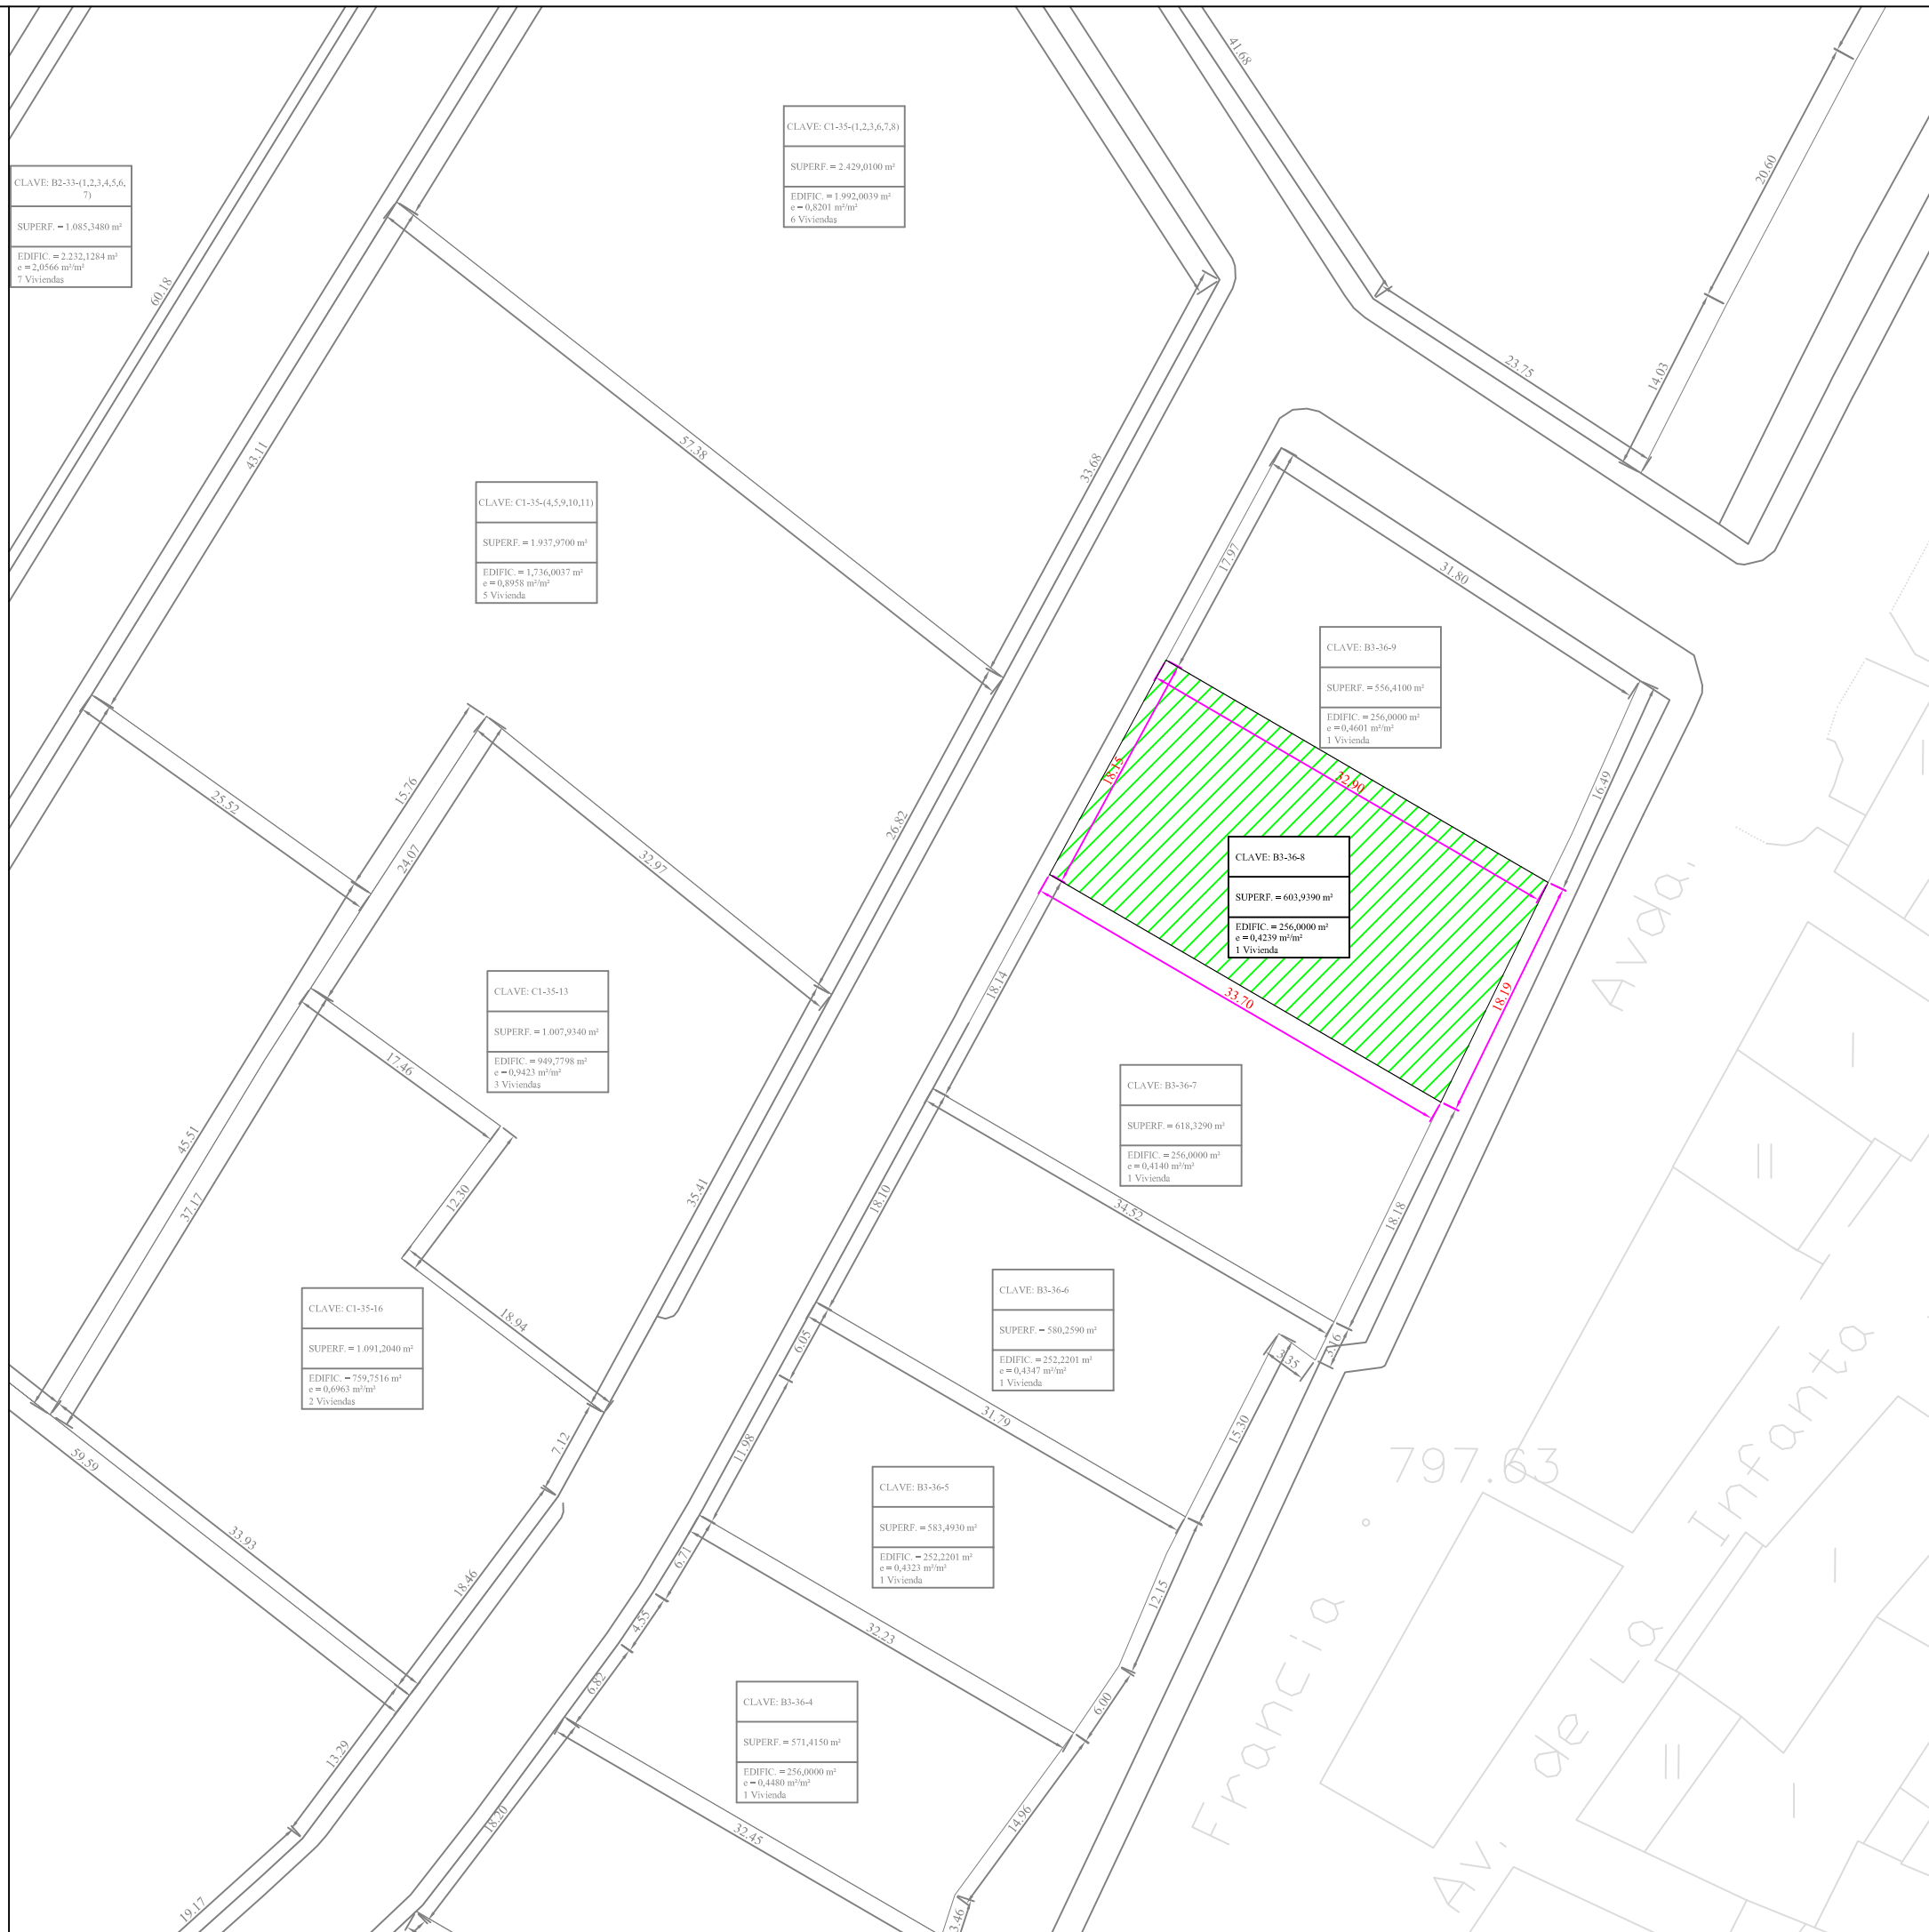 41.68
CLAVE: C1-35-(1,2,3,6,7,8)
SUPERF. = 2.429,0100 m²
EDIFIC. = 1.992,0039 m²
e = 0,8201 m²/m²
6 Viviendas
20.60
CLAVE: B2-33-(1,2,3,4,5,6,
7)
SUPERF. = 1.085,3480 m²
EDIFIC. = 2.232,1284 m²
e = 2,0566 m²/m²
7 Viviendas
60.18
23.75
14.03
43.11
57.38
33.68
CLAVE: C1-35-(4,5,9,10,11)
SUPERF. = 1.937,9700 m²
EDIFIC. = 1,736,0037 m²
e = 0,8958 m²/m²
5 Vivienda
17.97
31.80
CLAVE: B3-36-9
SUPERF. = 556,4100 m²
EDIFIC. = 256,0000 m²
e = 0,4601 m²/m²
1 Vivienda
18.15
32.90
16.49
25.52
15.76
24.07
32.97
26.82
CLAVE: B3-36-8
SUPERF. = 603,9390 m²
EDIFIC. = 256,0000 m²
e = 0,4239 m²/m²
1 Vivienda
33.70
18.19
18.14
Avda.
CLAVE: C1-35-13
SUPERF. = 1.007,9340 m²
EDIFIC. = 949,7798 m²
e = 0,9423 m²/m²
3 Viviendas
17.46
CLAVE: B3-36-7
SUPERF. = 618,3290 m²
EDIFIC. = 256,0000 m²
e = 0,4140 m²/m²
1 Vivienda
45.51
37.17
12.30
35.41
18.10
34.52
18.18
II
I
I
CLAVE: C1-35-16
SUPERF. = 1.091,2040 m²
EDIFIC. = 759,7516 m²
e = 0,6963 m²/m²
2 Viviendas
18.94
CLAVE: B3-36-6
SUPERF. = 580,2590 m²
EDIFIC. = 252,2201 m²
e = 0,4347 m²/m²
1 Vivienda
6.05
3.35
3.16
31.79
15.30
11.98
7.12
59.59
33.93
797.63
de La Infanta
CLAVE: B3-36-5
SUPERF. = 583,4930 m²
EDIFIC. = 252,2201 m²
e = 0,4323 m²/m²
1 Vivienda
6.71
18.46
4.55
12.15
32.23
6.82
6.00
Francia
I
II
I
CLAVE: B3-36-4
SUPERF. = 571,4150 m²
EDIFIC. = 256,0000 m²
e = 0,4480 m²/m²
1 Vivienda
13.29
18.20
32.45
14.96
19.17
3.46
Av.